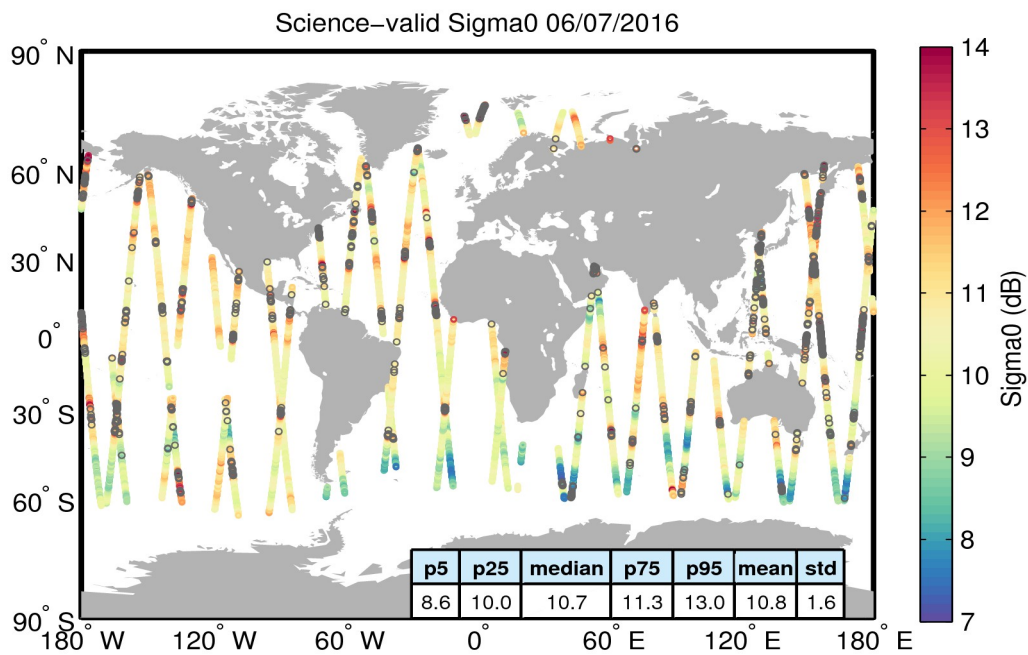 Science−valid Sigma0 06/07/2016
90° N
60° N
30° N
0°
30° S
60° S
90° S
180° W
120° W
60° W
0°
60° E
120° E
180° E
14
13
12
11
10
9
8
7
Sigma0 (dB)
p5 p25 median p75 p95 mean std
8.6 10.0 10.7 11.3 13.0 10.8 1.6